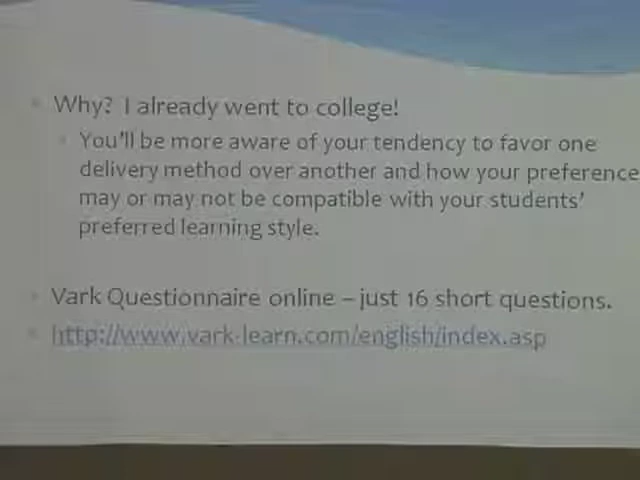 Why? I already went to college!
You'll be more aware of your tendency to favor one
delivery method over another and how your preference
may or may not be compatible with your students'
preferred learning style.
Vark Questionnaire online – just 16 short questions.
http://www.vark-learn.com/english/index.asp